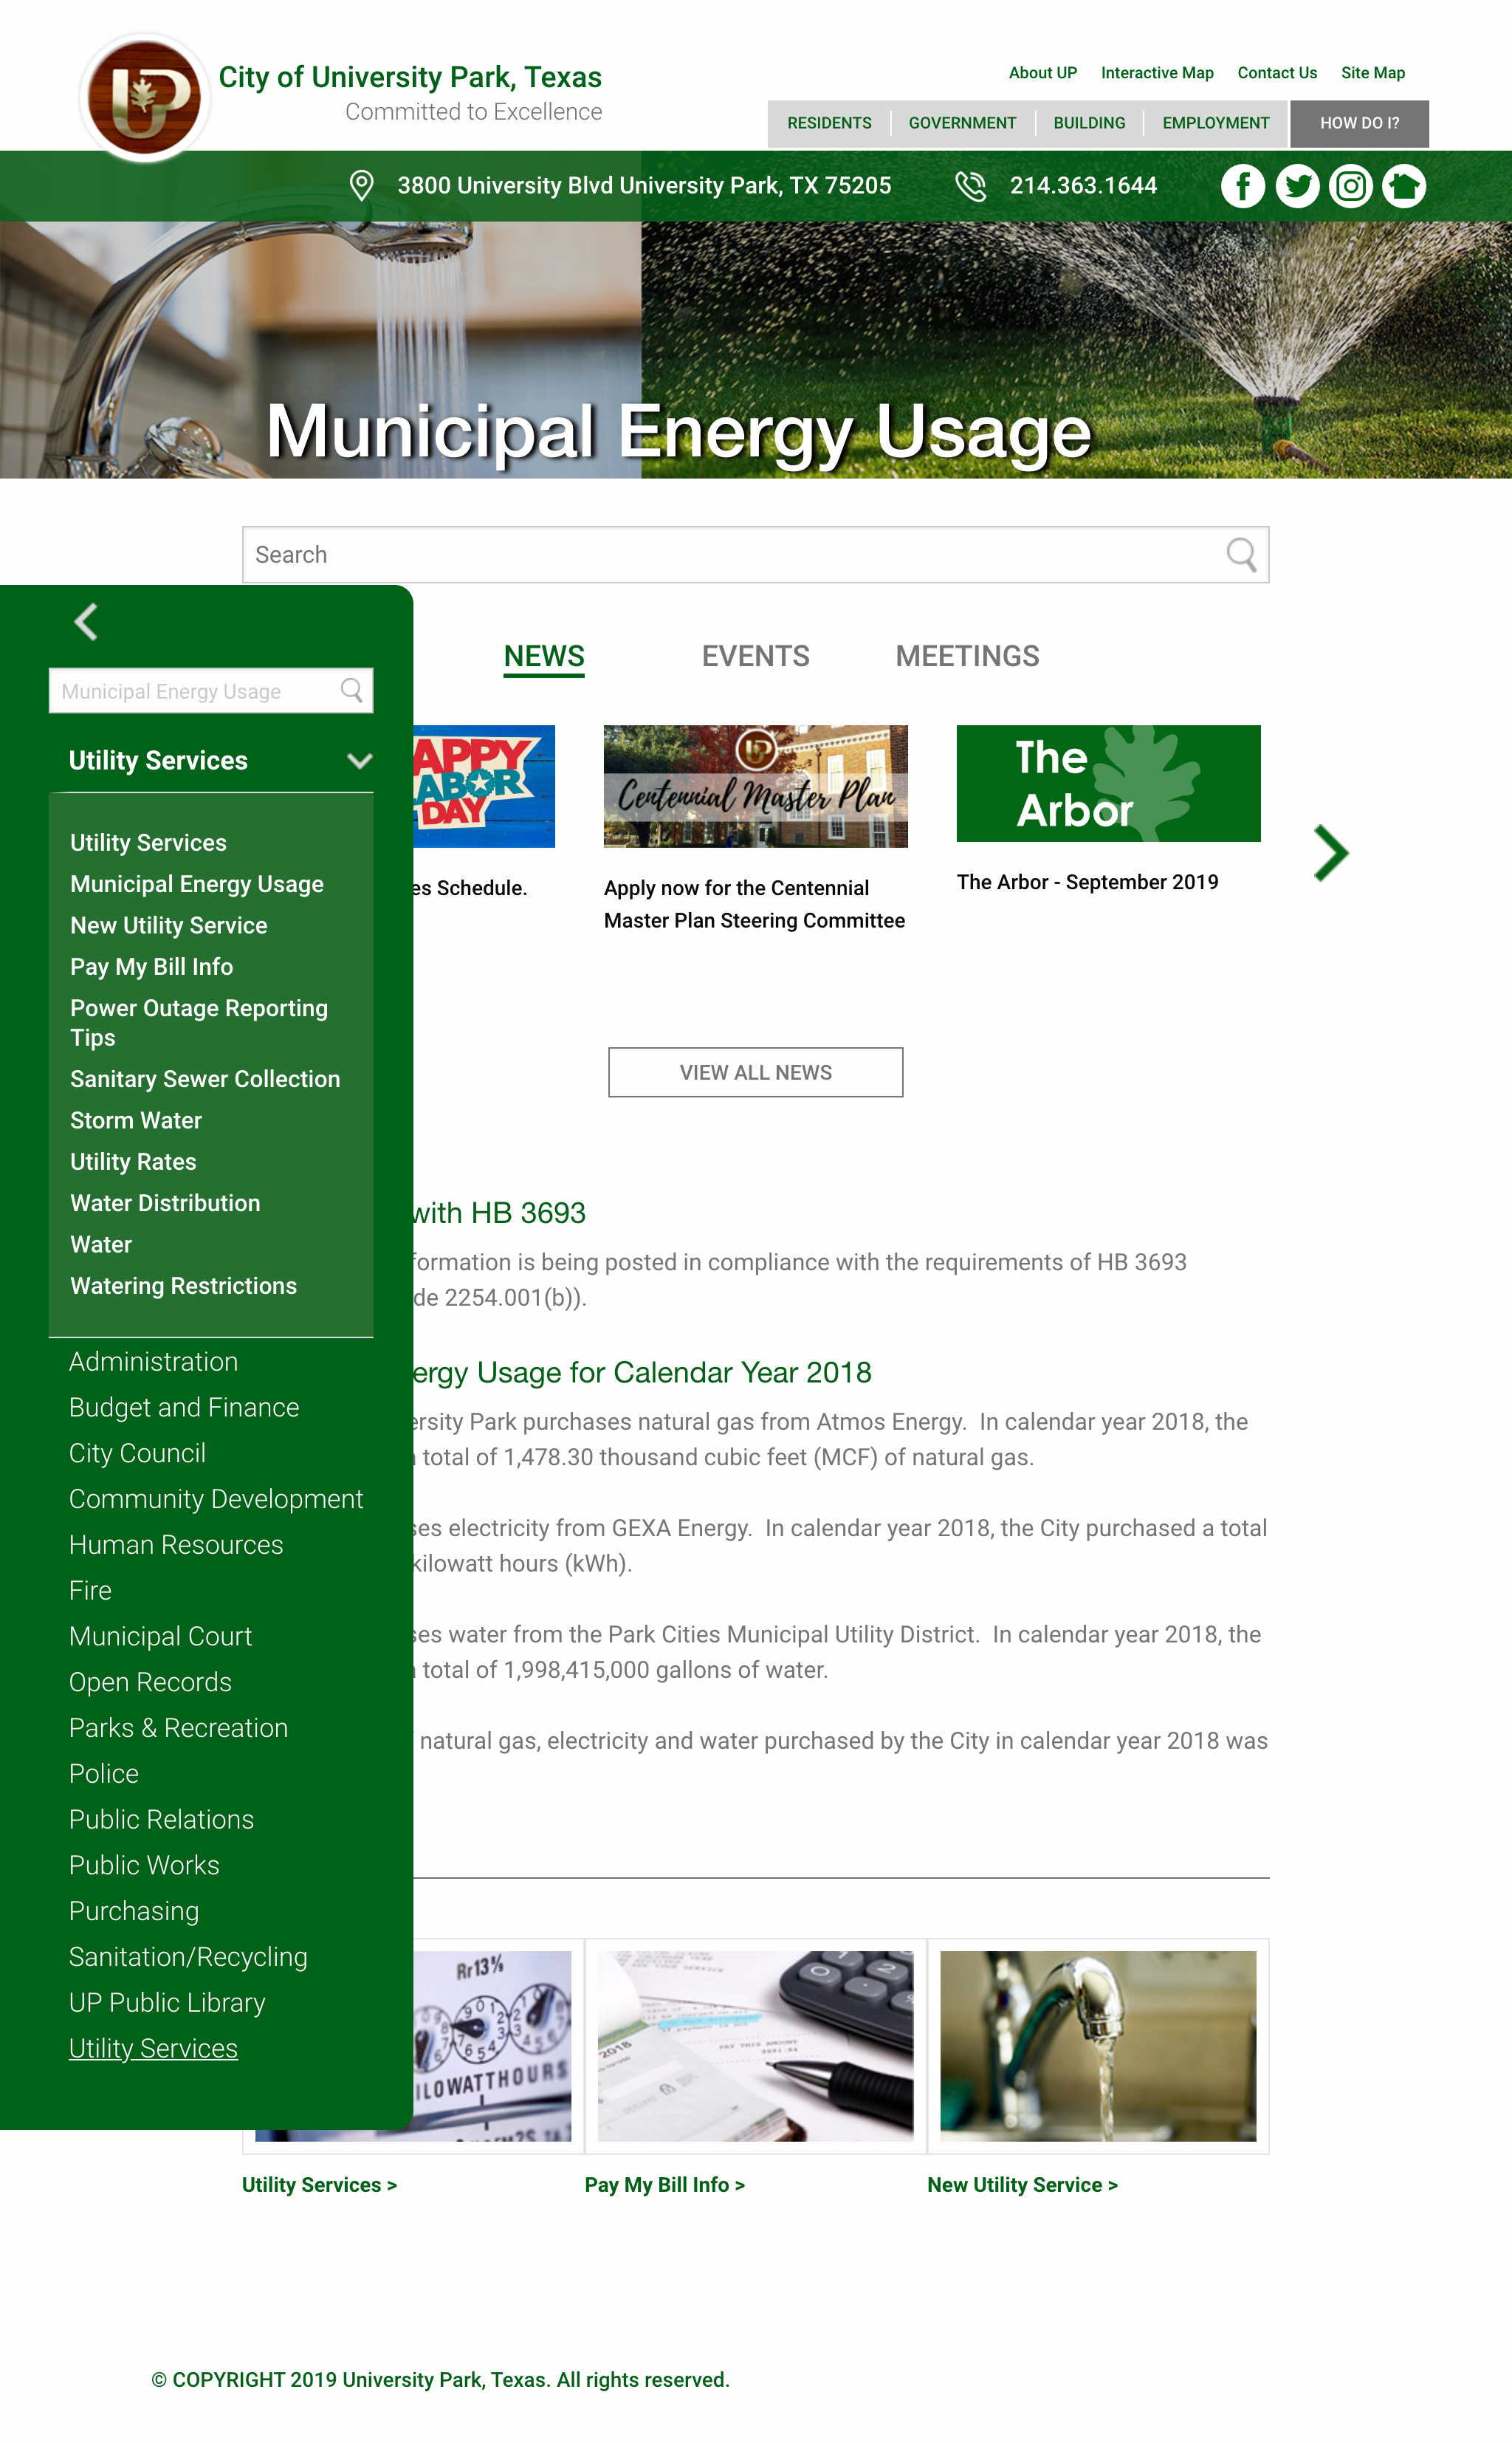 UP
City of University Park, Texas
Committed to Excellence
About UP Interactive Map Contact Us Site Map
RESIDENTS GOVERNMENT BUILDING EMPLOYMENT HOW DO I?
3800 University Blvd University Park, TX 75205 214.363.1644
Municipal Energy Usage
Search
Municipal Energy Usage
Utility Services
Utility Services
Municipal Energy Usage
New Utility Service
Pay My Bill Info
Power Outage Reporting
Tips
Sanitary Sewer Collection
Storm Water
Utility Rates
Water Distribution
Water
Watering Restrictions
Administration
Budget and Finance
City Council
Community Development
Human Resources
Fire
Municipal Court
Open Records
Parks & Recreation
Police
Public Relations
Public Works
Purchasing
Sanitation/Recycling
UP Public Library
Utility Services
NEWS EVENTS MEETINGS
APPY
LABOR
DAY
es Schedule.
UP
Centennial Master Plan
Apply now for the Centennial
Master Plan Steering Committee
The
Arbor
The Arbor - September 2019
VIEW ALL NEWS
with HB 3693
formation is being posted in compliance with the requirements of HB 3693
de 2254.001(b)).
ergy Usage for Calendar Year 2018
ersity Park purchases natural gas from Atmos Energy. In calendar year 2018, the
total of 1,478.30 thousand cubic feet (MCF) of natural gas.
ses electricity from GEXA Energy. In calendar year 2018, the City purchased a total
kilowatt hours (kWh).
ses water from the Park Cities Municipal Utility District. In calendar year 2018, the
total of 1,998,415,000 gallons of water.
natural gas, electricity and water purchased by the City in calendar year 2018 was
Rr13⅓
ILOWATTHOURS
2018
PAY THIS AMOUNT
Utility Services >
Pay My Bill Info >
New Utility Service >
© COPYRIGHT 2019 University Park, Texas. All rights reserved.